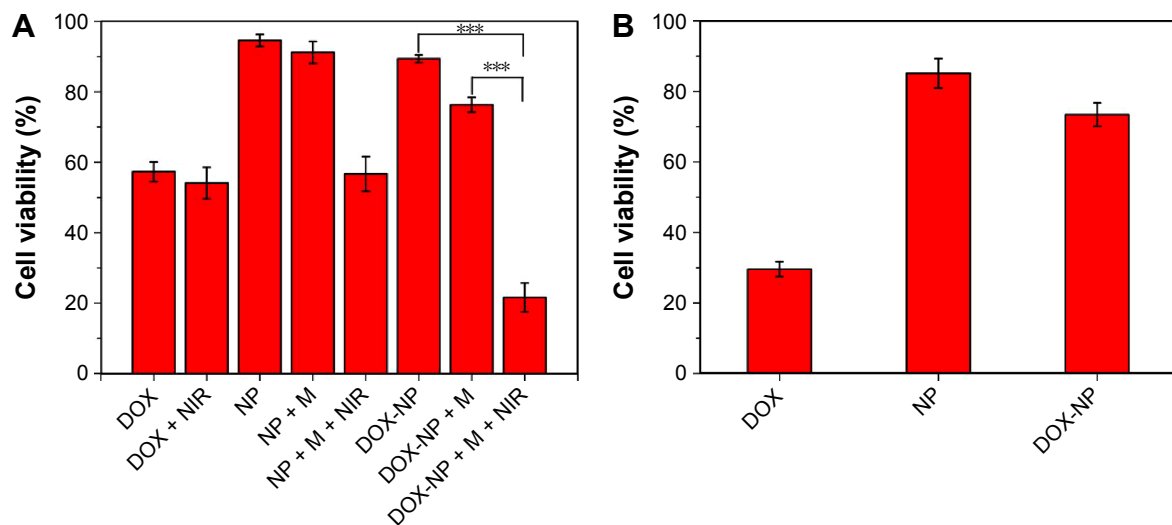 A
Cell viability (%)
100
80
60
40
20
0
***
***
DOX
DOX + NIR
NP
NP + M
NP + M + NIR
DOX-NP
DOX-NP + M
DOX-NP + M + NIR
B
Cell viability (%)
100
80
60
40
20
0
DOX
NP
DOX-NP